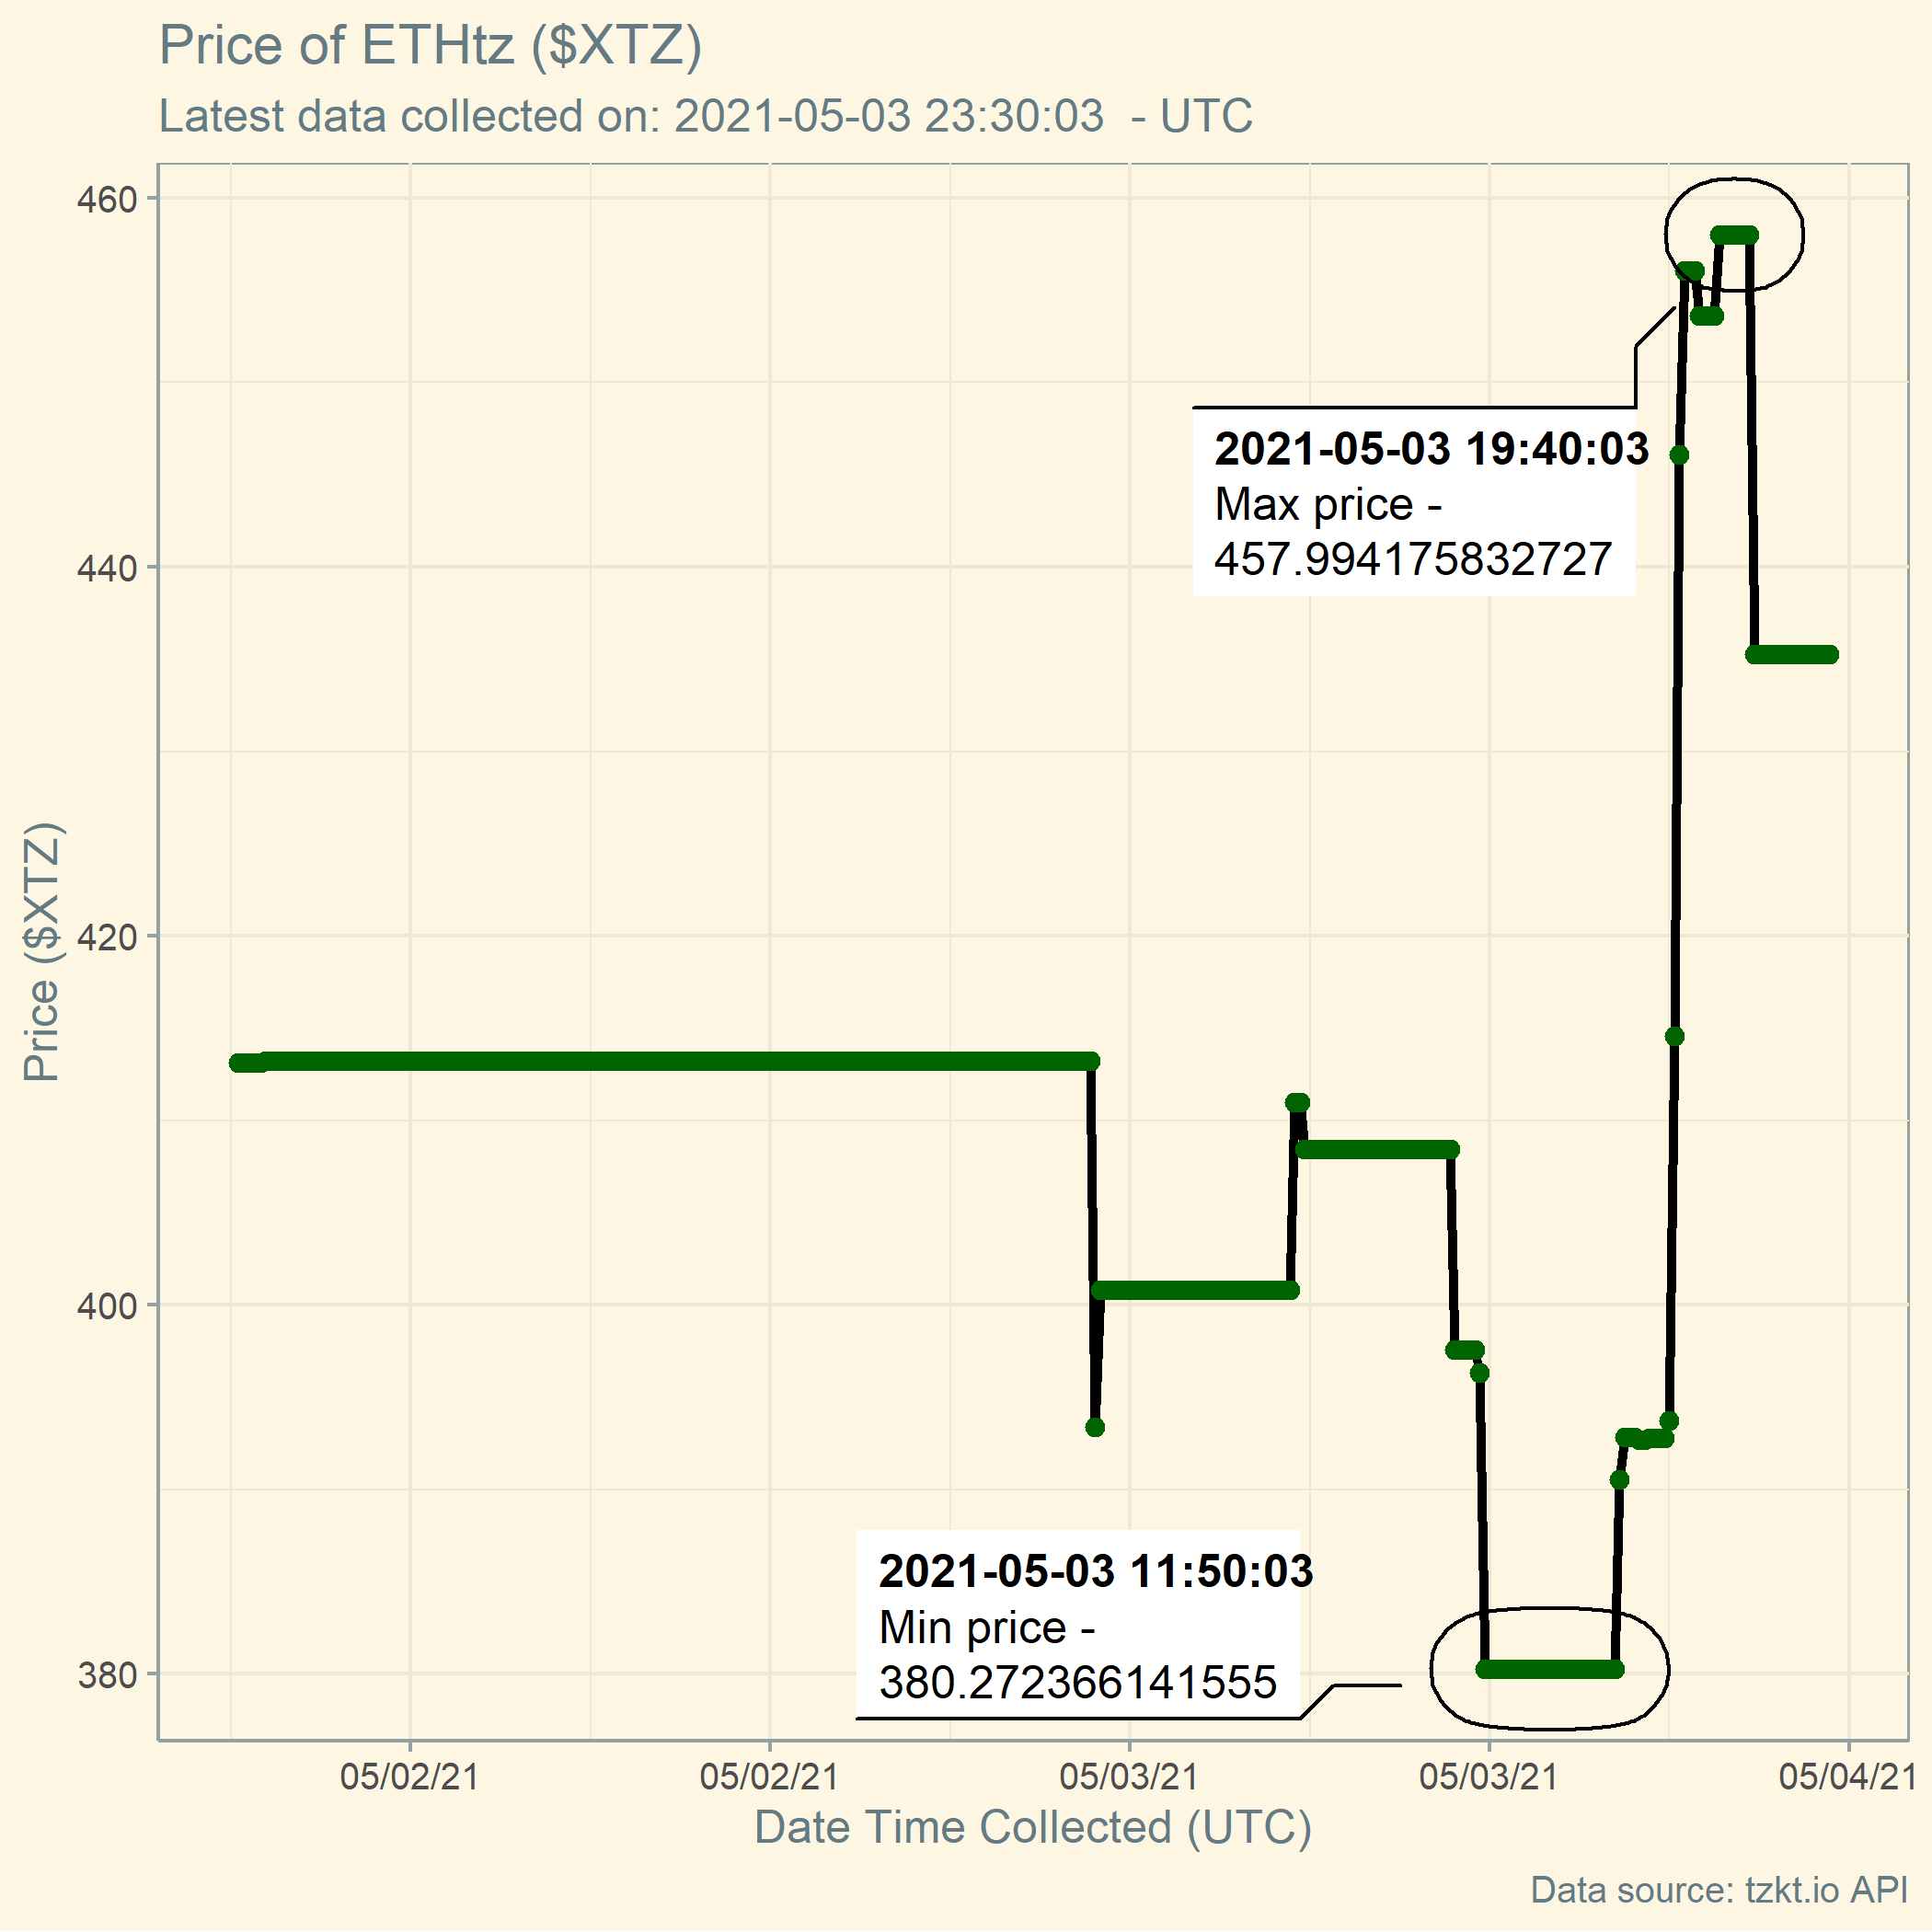 Price of ETHtz ($XTZ)
Latest data collected on: 2021-05-03 23:30:03  - UTC
460
440
420
400
380
Price ($XTZ)
2021-05-03 19:40:03
Max price -
457.994175832727
2021-05-03 11:50:03
Min price -
380.272366141555
05/02/21 05/02/21 05/03/21 05/03/21 05/04/21
Date Time Collected (UTC)
Data source: tzkt.io API